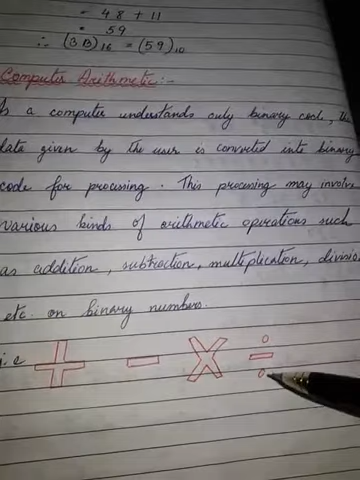 = 48 + 11
= 59
∴ (3B)₁₆ = (59)₁₀
Computer Arithmetic:-
As a computer understands only binary code, the
data given by the user is converted into binary
code for processing. This processing may involve
various kinds of arithmetic operations such
as addition, subtraction, multiplication, division
etc. on binary numbers.
i.e + - × ÷